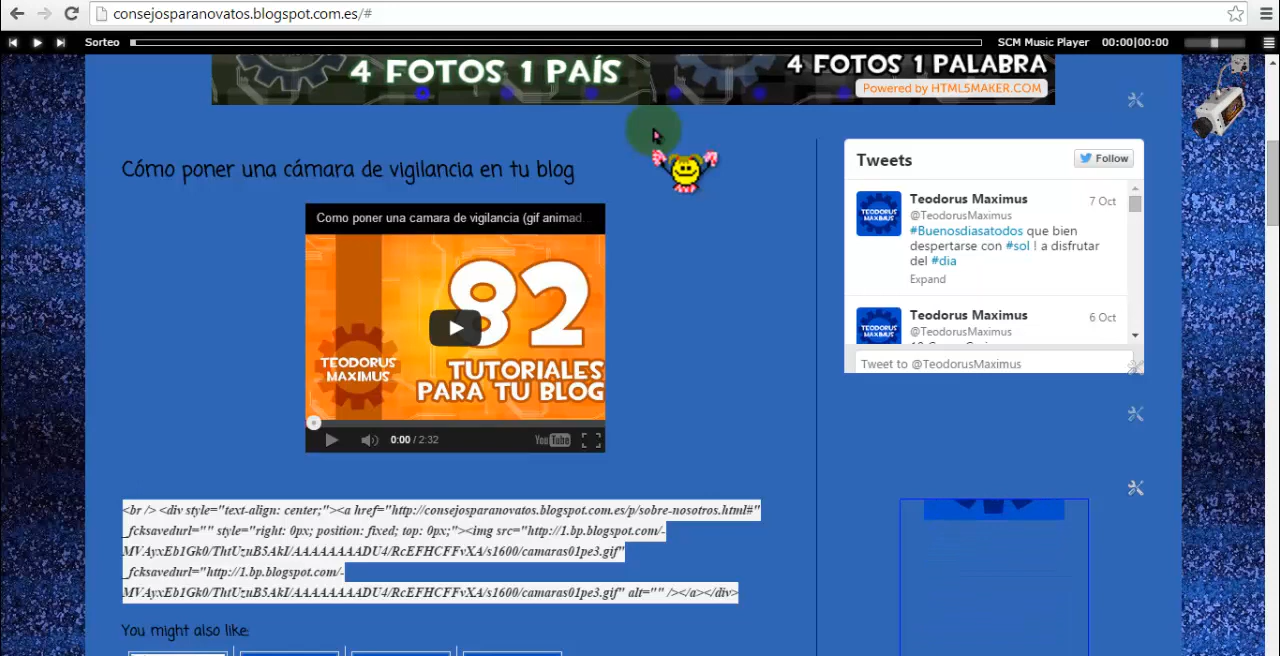 consejosparanovatos.blogspot.com.es/#
Sorteo
SCM Music Player 00:00|00:00
4 FOTOS 1 PAÍS
4 FOTOS 1 PALABRA
Powered by HTML5MAKER.COM
Cómo poner una cámara de vigilancia en tu blog
Como poner una camara de vigilancia (gif animad...
82
TUTORIALES
PARA TU BLOG
TEODORUS
MAXIMUS
0:00 / 2:32
YouTube
<br /> <div style="text-align: center;"><a href="http://consejosparanovatos.blogspot.com.es/p/sobre-nosotros.html#"
_fcksavedurl="" style="right: 0px; position: fixed; top: 0px;"><img src="http://1.bp.blogspot.com/-
MVAyxEb1Gk0/ThtUzuB5AkI/AAAAAAAADU4/RcEFHCFFvXA/s1600/camaras01pe3.gif"
_fcksavedurl="http://1.bp.blogspot.com/-
MVAyxEb1Gk0/ThtUzuB5AkI/AAAAAAAADU4/RcEFHCFFvXA/s1600/camaras01pe3.gif" alt="" /></a></div>
You might also like:
Tweets
Follow
TEODORUS
MAXIMUS
Teodorus Maximus 7 Oct
@TeodorusMaximus
#Buenosdiasatodos que bien
despertarse con #sol ! a disfrutar
del #dia
Expand
TEODORUS
MAXIMUS
Teodorus Maximus 6 Oct
@TeodorusMaximus
Tweet to @TeodorusMaximus